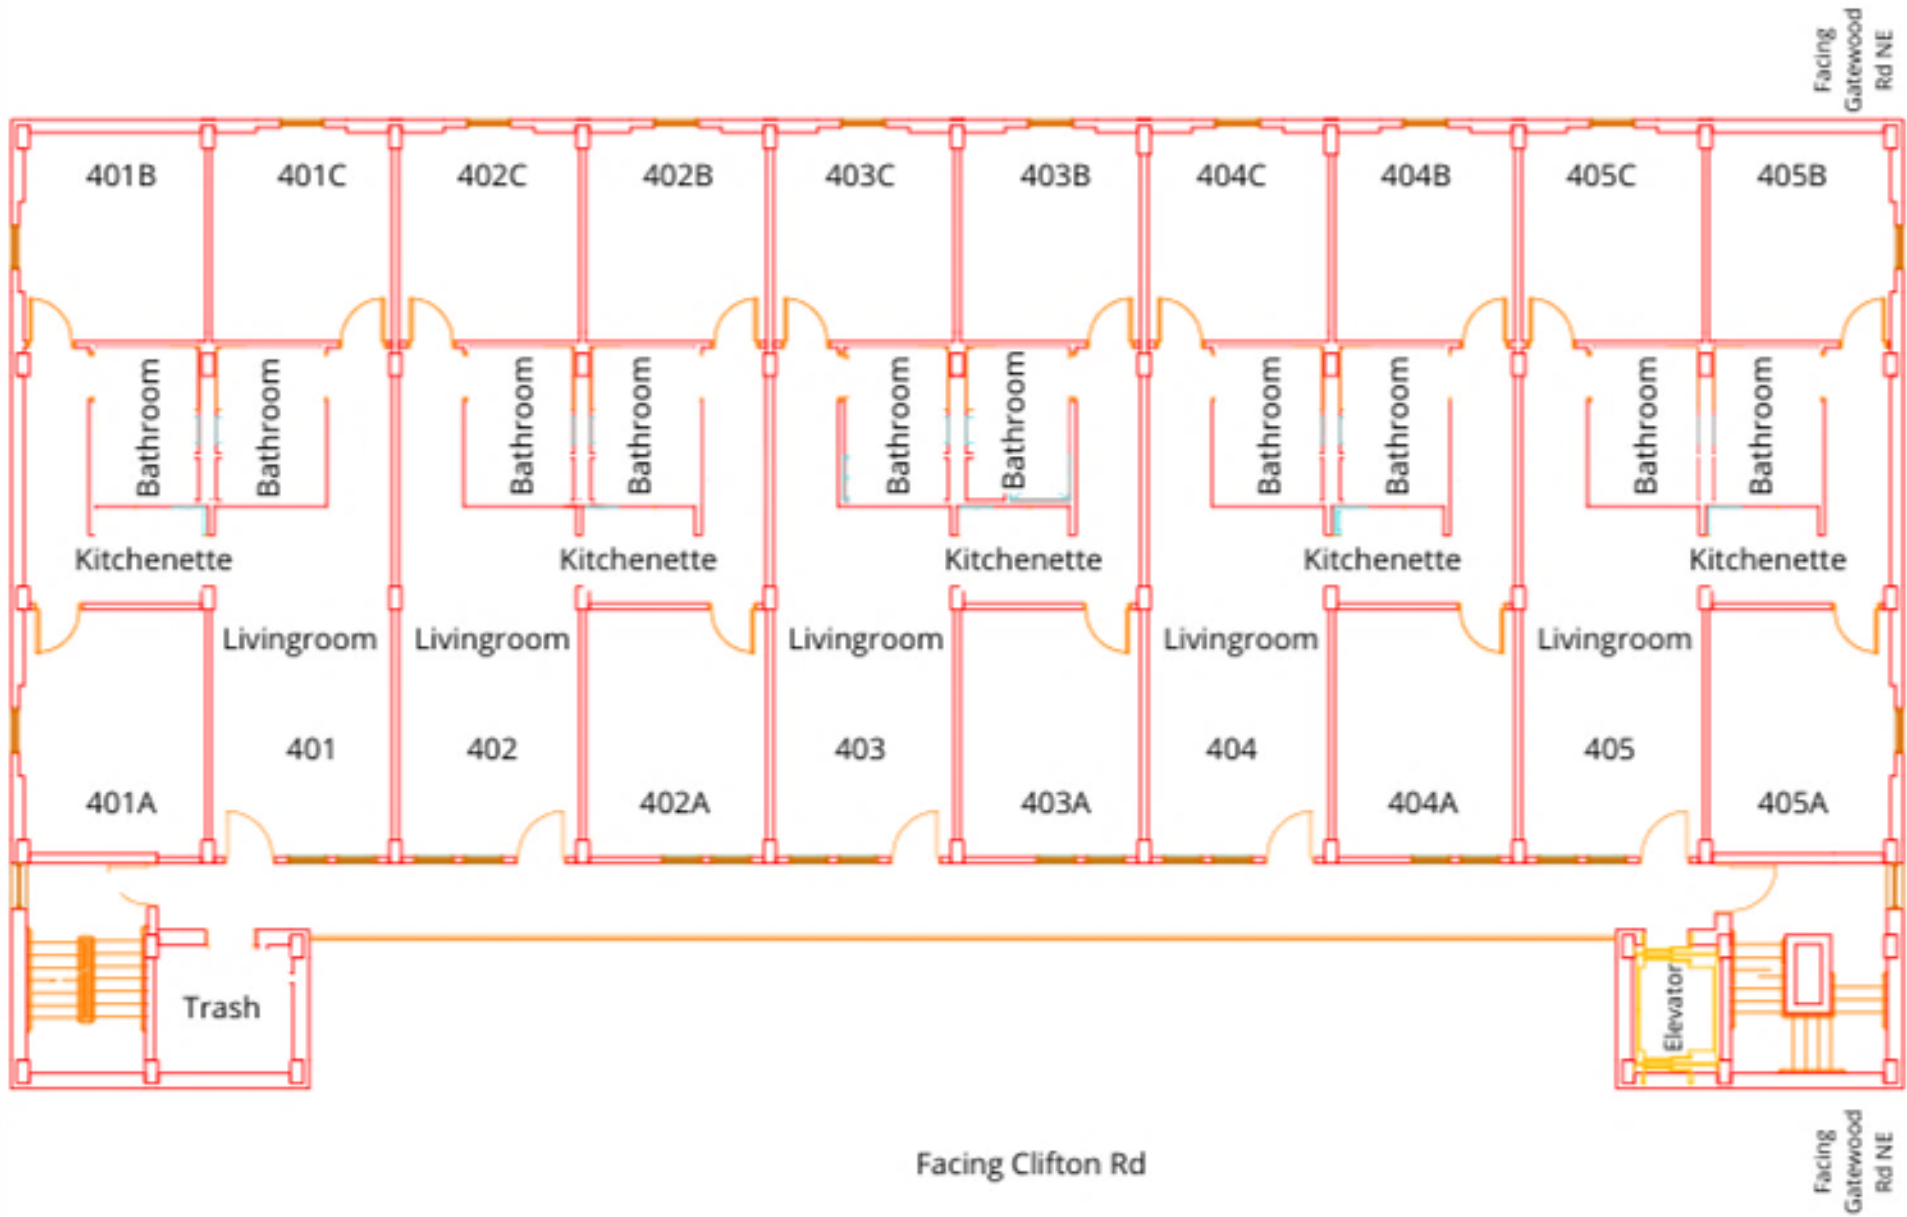 Facing
Gatewood
Rd NE
401B
401C
402C
402B
403C
403B
404C
404B
405C
405B
Bathroom
Bathroom
Bathroom
Bathroom
Bathroom
Bathroom
Bathroom
Bathroom
Bathroom
Bathroom
Kitchenette
Kitchenette
Kitchenette
Kitchenette
Kitchenette
Livingroom
Livingroom
Livingroom
Livingroom
Livingroom
401
402
403
404
405
401A
402A
403A
404A
405A
Trash
Elevator
Facing Clifton Rd
Facing
Gatewood
Rd NE